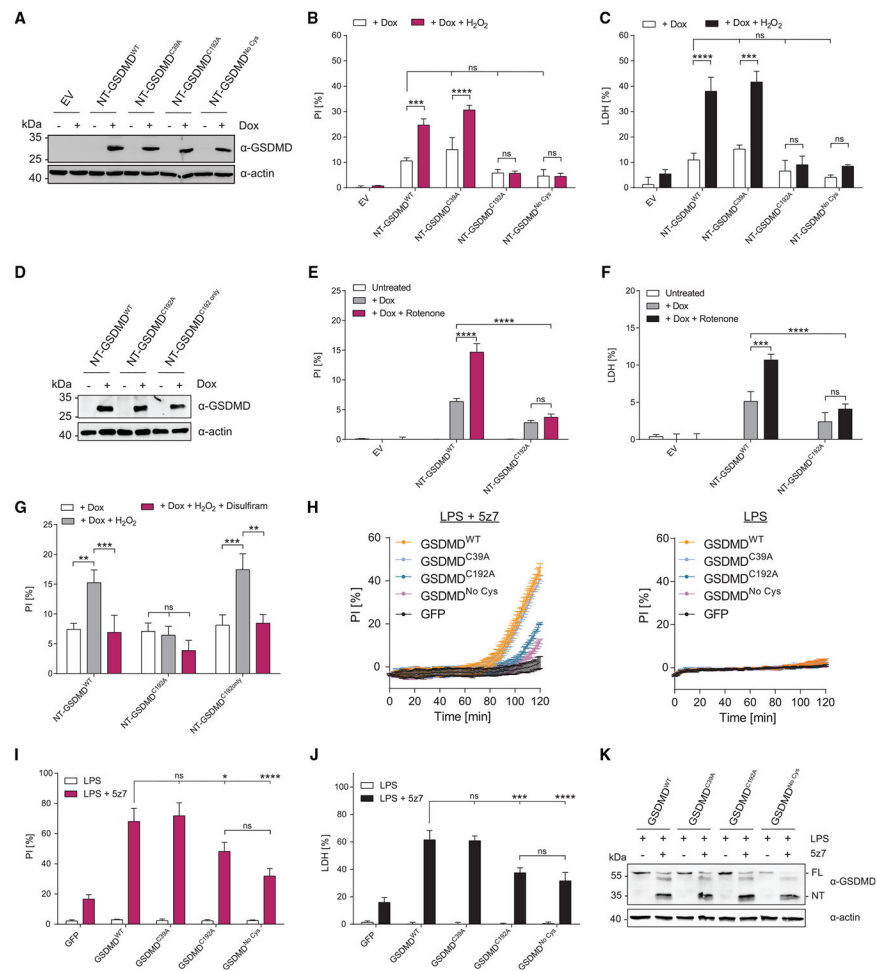 A
EV
NT-GSDMD^WT
NT-GSDMD^C39A
NT-GSDMD^C192A
NT-GSDMD^No Cys
kDa
- + - + - + - + - +
Dox
35
25
α-GSDMD
40
α-actin
B
+ Dox
+ Dox + H₂O₂
PI [%]
50
40
30
20
10
0
ns
***
****
ns
ns
EV
NT-GSDMD^WT
NT-GSDMD^C39A
NT-GSDMD^C192A
NT-GSDMD^No Cys
C
+ Dox
+ Dox + H₂O₂
LDH [%]
60
50
40
30
20
10
0
ns
****
***
ns
ns
EV
NT-GSDMD^WT
NT-GSDMD^C39A
NT-GSDMD^C192A
NT-GSDMD^No Cys
D
NT-GSDMD^WT
NT-GSDMD^C192A
NT-GSDMD^C192 only
kDa
- + - + - +
Dox
35
25
α-GSDMD
40
α-actin
E
Untreated
+ Dox
+ Dox + Rotenone
PI [%]
25
20
15
10
5
0
****
****
ns
EV
NT-GSDMD^WT
NT-GSDMD^C192A
F
Untreated
+ Dox
+ Dox + Rotenone
LDH [%]
20
15
10
5
0
****
***
ns
EV
NT-GSDMD^WT
NT-GSDMD^C192A
G
+ Dox
+ Dox + H₂O₂
+ Dox + H₂O₂ + Disulfiram
PI [%]
25
20
15
10
5
0
**
***
ns
***
**
NT-GSDMD^WT
NT-GSDMD^C192A
NT-GSDMD^C192only
H
LPS + 5z7
GSDMD^WT
GSDMD^C39A
GSDMD^C192A
GSDMD^No Cys
GFP
PI [%]
60
40
20
0
0 20 40 60 80 100 120
Time [min]
LPS
GSDMD^WT
GSDMD^C39A
GSDMD^C192A
GSDMD^No Cys
GFP
PI [%]
60
40
20
0
0 20 40 60 80 100 120
Time [min]
I
LPS
LPS + 5z7
PI [%]
100
80
60
40
20
0
ns
*
****
ns
GFP
GSDMD^WT
GSDMD^C39A
GSDMD^C192A
GSDMD^No Cys
J
LPS
LPS + 5z7
LDH [%]
100
80
60
40
20
0
ns
***
****
ns
GFP
GSDMD^WT
GSDMD^C39A
GSDMD^C192A
GSDMD^No Cys
K
GSDMD^WT
GSDMD^C39A
GSDMD^C192A
GSDMD^No Cys
+ + + + + + + +
LPS
- + - + - + - +
5z7
kDa
55
35
- FL
α-GSDMD
- NT
40
α-actin